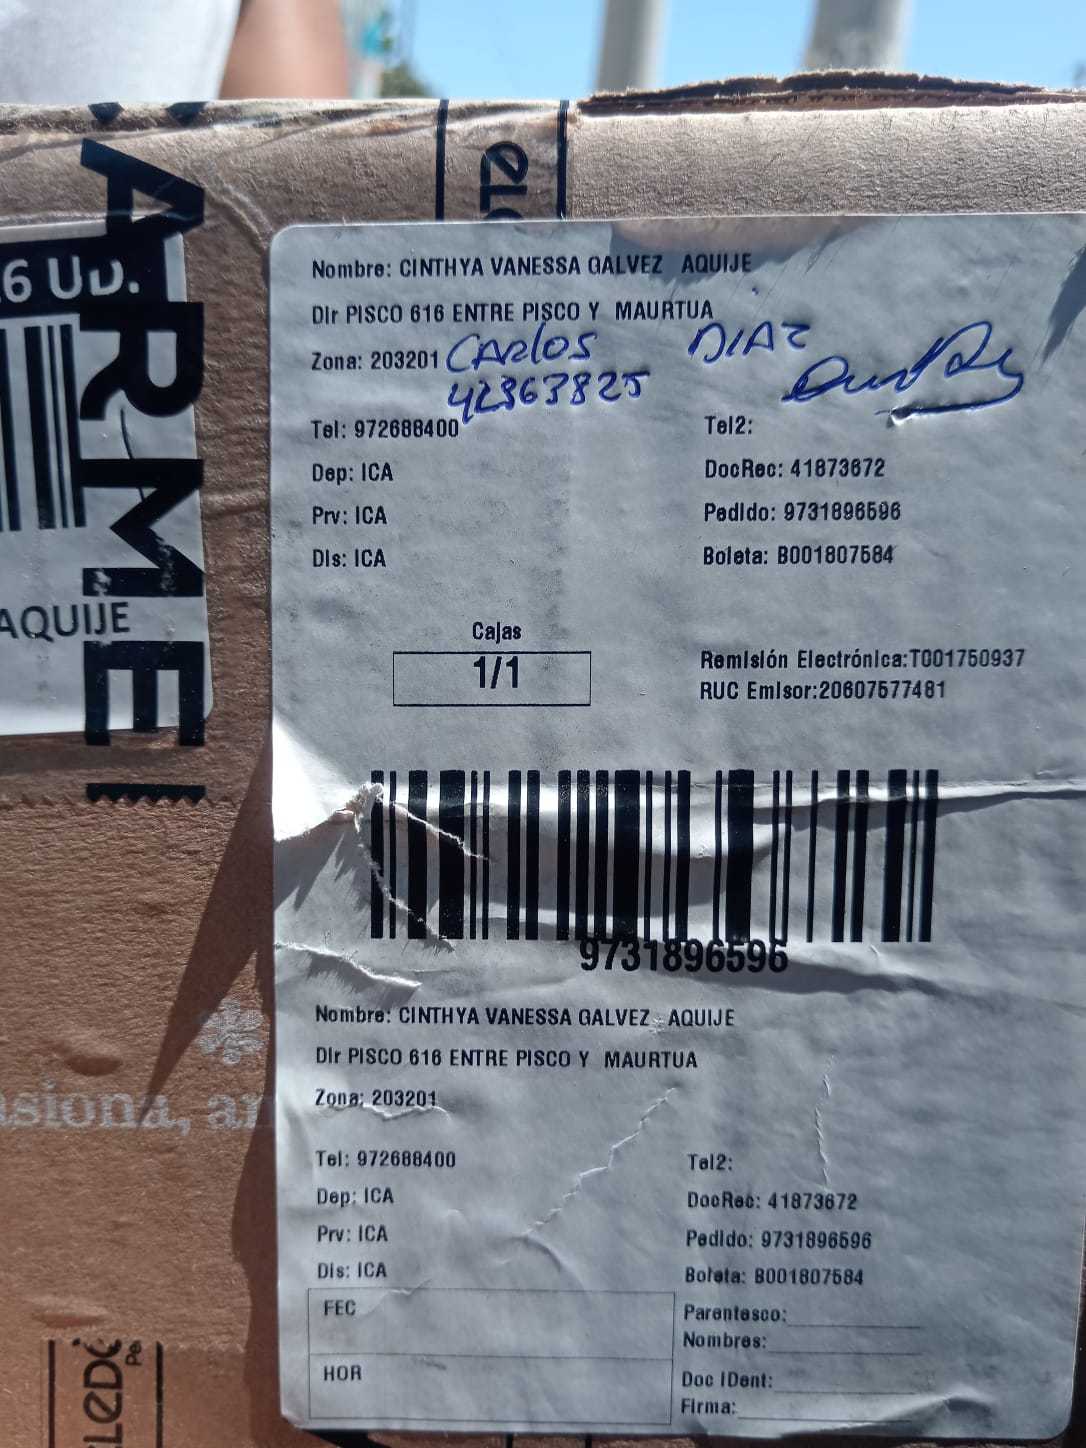 ARME
eLe
6 UD.
AQUIJE
Nombre: CINTHYA VANESSA GALVEZ AQUIJE
DIr PISCO 616 ENTRE PISCO Y MAURTUA
Zona: 203201 CARLOS DIAZ
42363825
Tel: 972688400 Tel2:
Dep: ICA DocRec: 41873672
Prv: ICA Pedido: 9731896596
Dis: ICA Boleta: B001807584
Cajas
1/1
Remisión Electrónica:T001750937
RUC Emisor:20607577481
9731896596
Nombre: CINTHYA VANESSA GALVEZ AQUIJE
Dir PISCO 616 ENTRE PISCO Y MAURTUA
Zona: 203201
Tel: 972688400 Tel2:
Dep: ICA DocRec: 41873672
Prv: ICA Pedido: 9731896596
Dis: ICA Boleta: B001807584
FEC Parentesco:
Nombres:
HOR Doc IDent:
Firma:
siona, ar